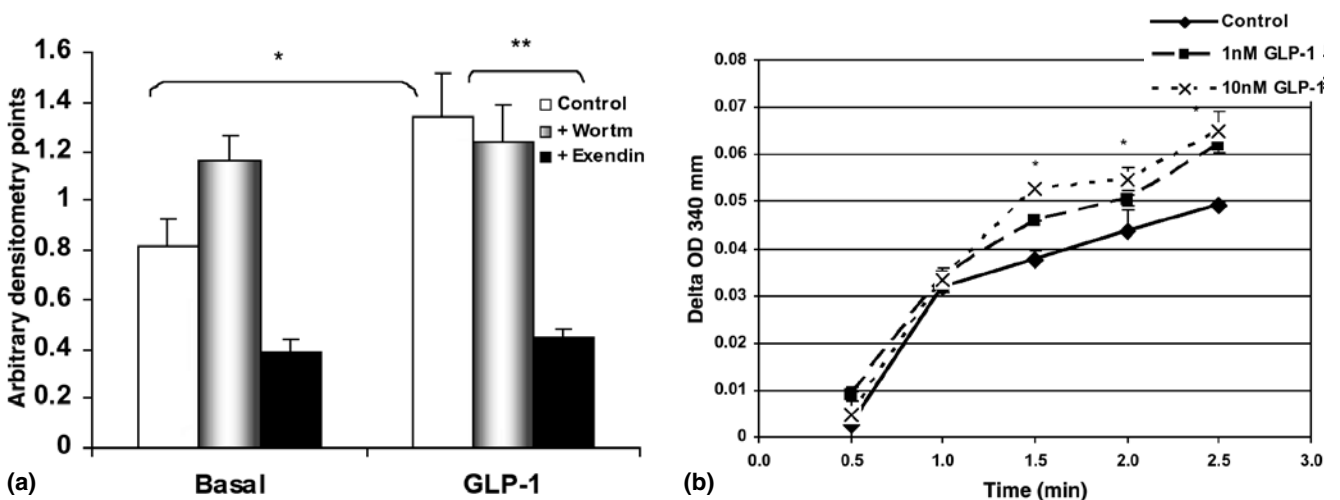 Arbitrary densitometry points
1.6
1.4
1.2
1
0.8
0.6
0.4
0.2
0
*
**
Control
+ Wortm
+ Exendin
Basal
GLP-1
(a)
Control
1nM GLP-1
10nM GLP-1
Delta OD 340 mm
0.08
0.07
0.06
0.05
0.04
0.03
0.02
0.01
0
*
*
*
0.0
0.5
1.0
1.5
2.0
2.5
3.0
Time (min)
(b)